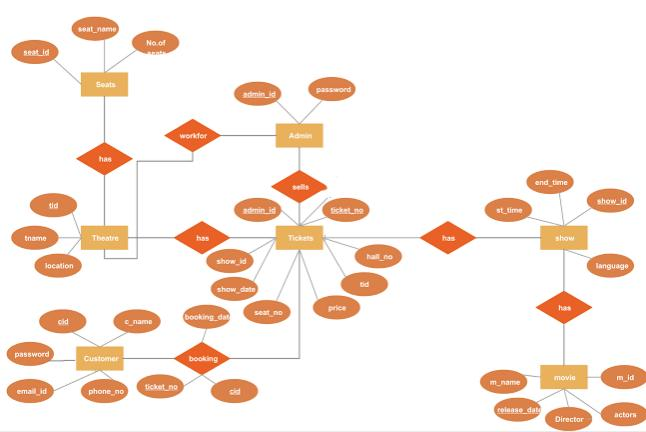 seat_name
seat_id
No.of
seats
Seats
admin_id
password
workfor
Admin
has
sells
end_time
tid
admin_id
ticket_no
st_time
show_id
tname
Theatre
has
Tickets
has
show
location
show_id
hall_no
language
show_date
tid
seat_no
price
has
booking_dat
cid
c_name
password
Customer
booking
movie
m_id
m_name
email_id
phone_no
ticket_no
cid
release_dat
Director
actors